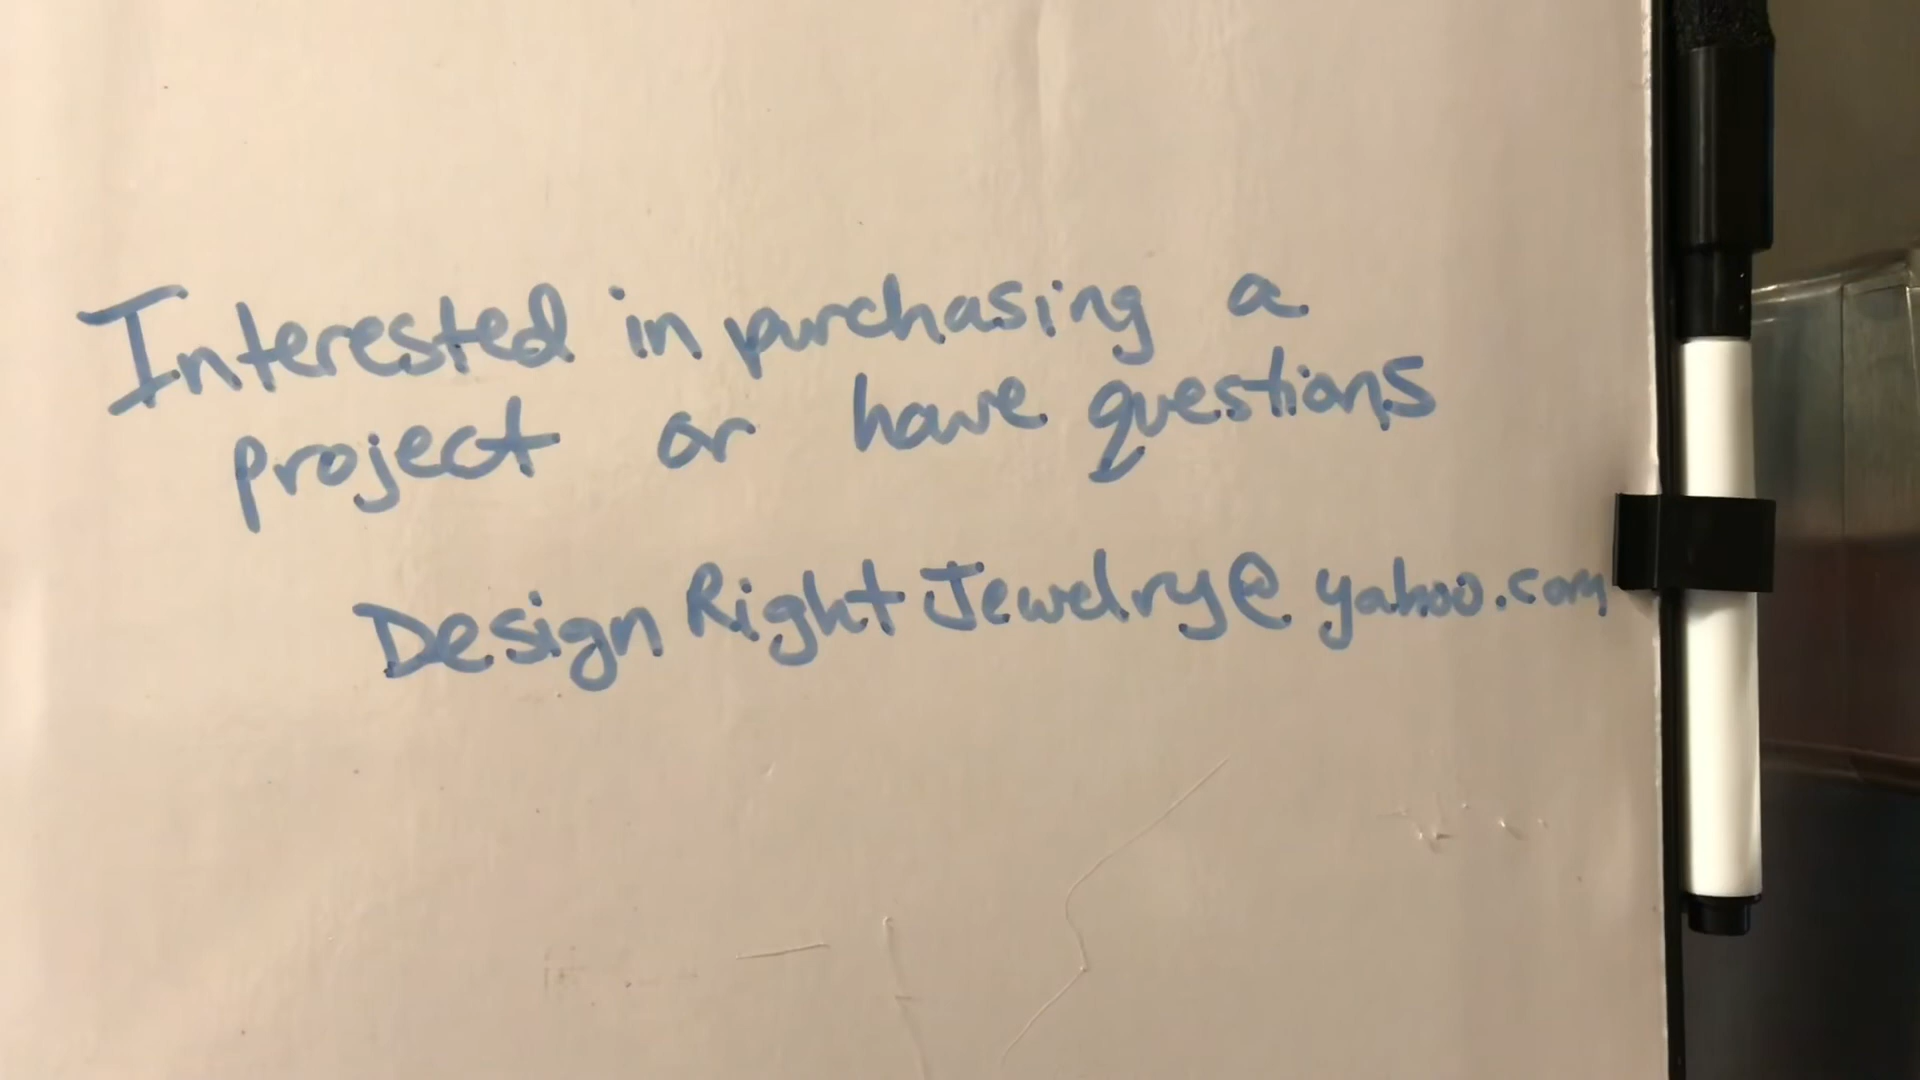 Interested in purchasing a
project or have questions
DesignRightJewelry@yahoo.com